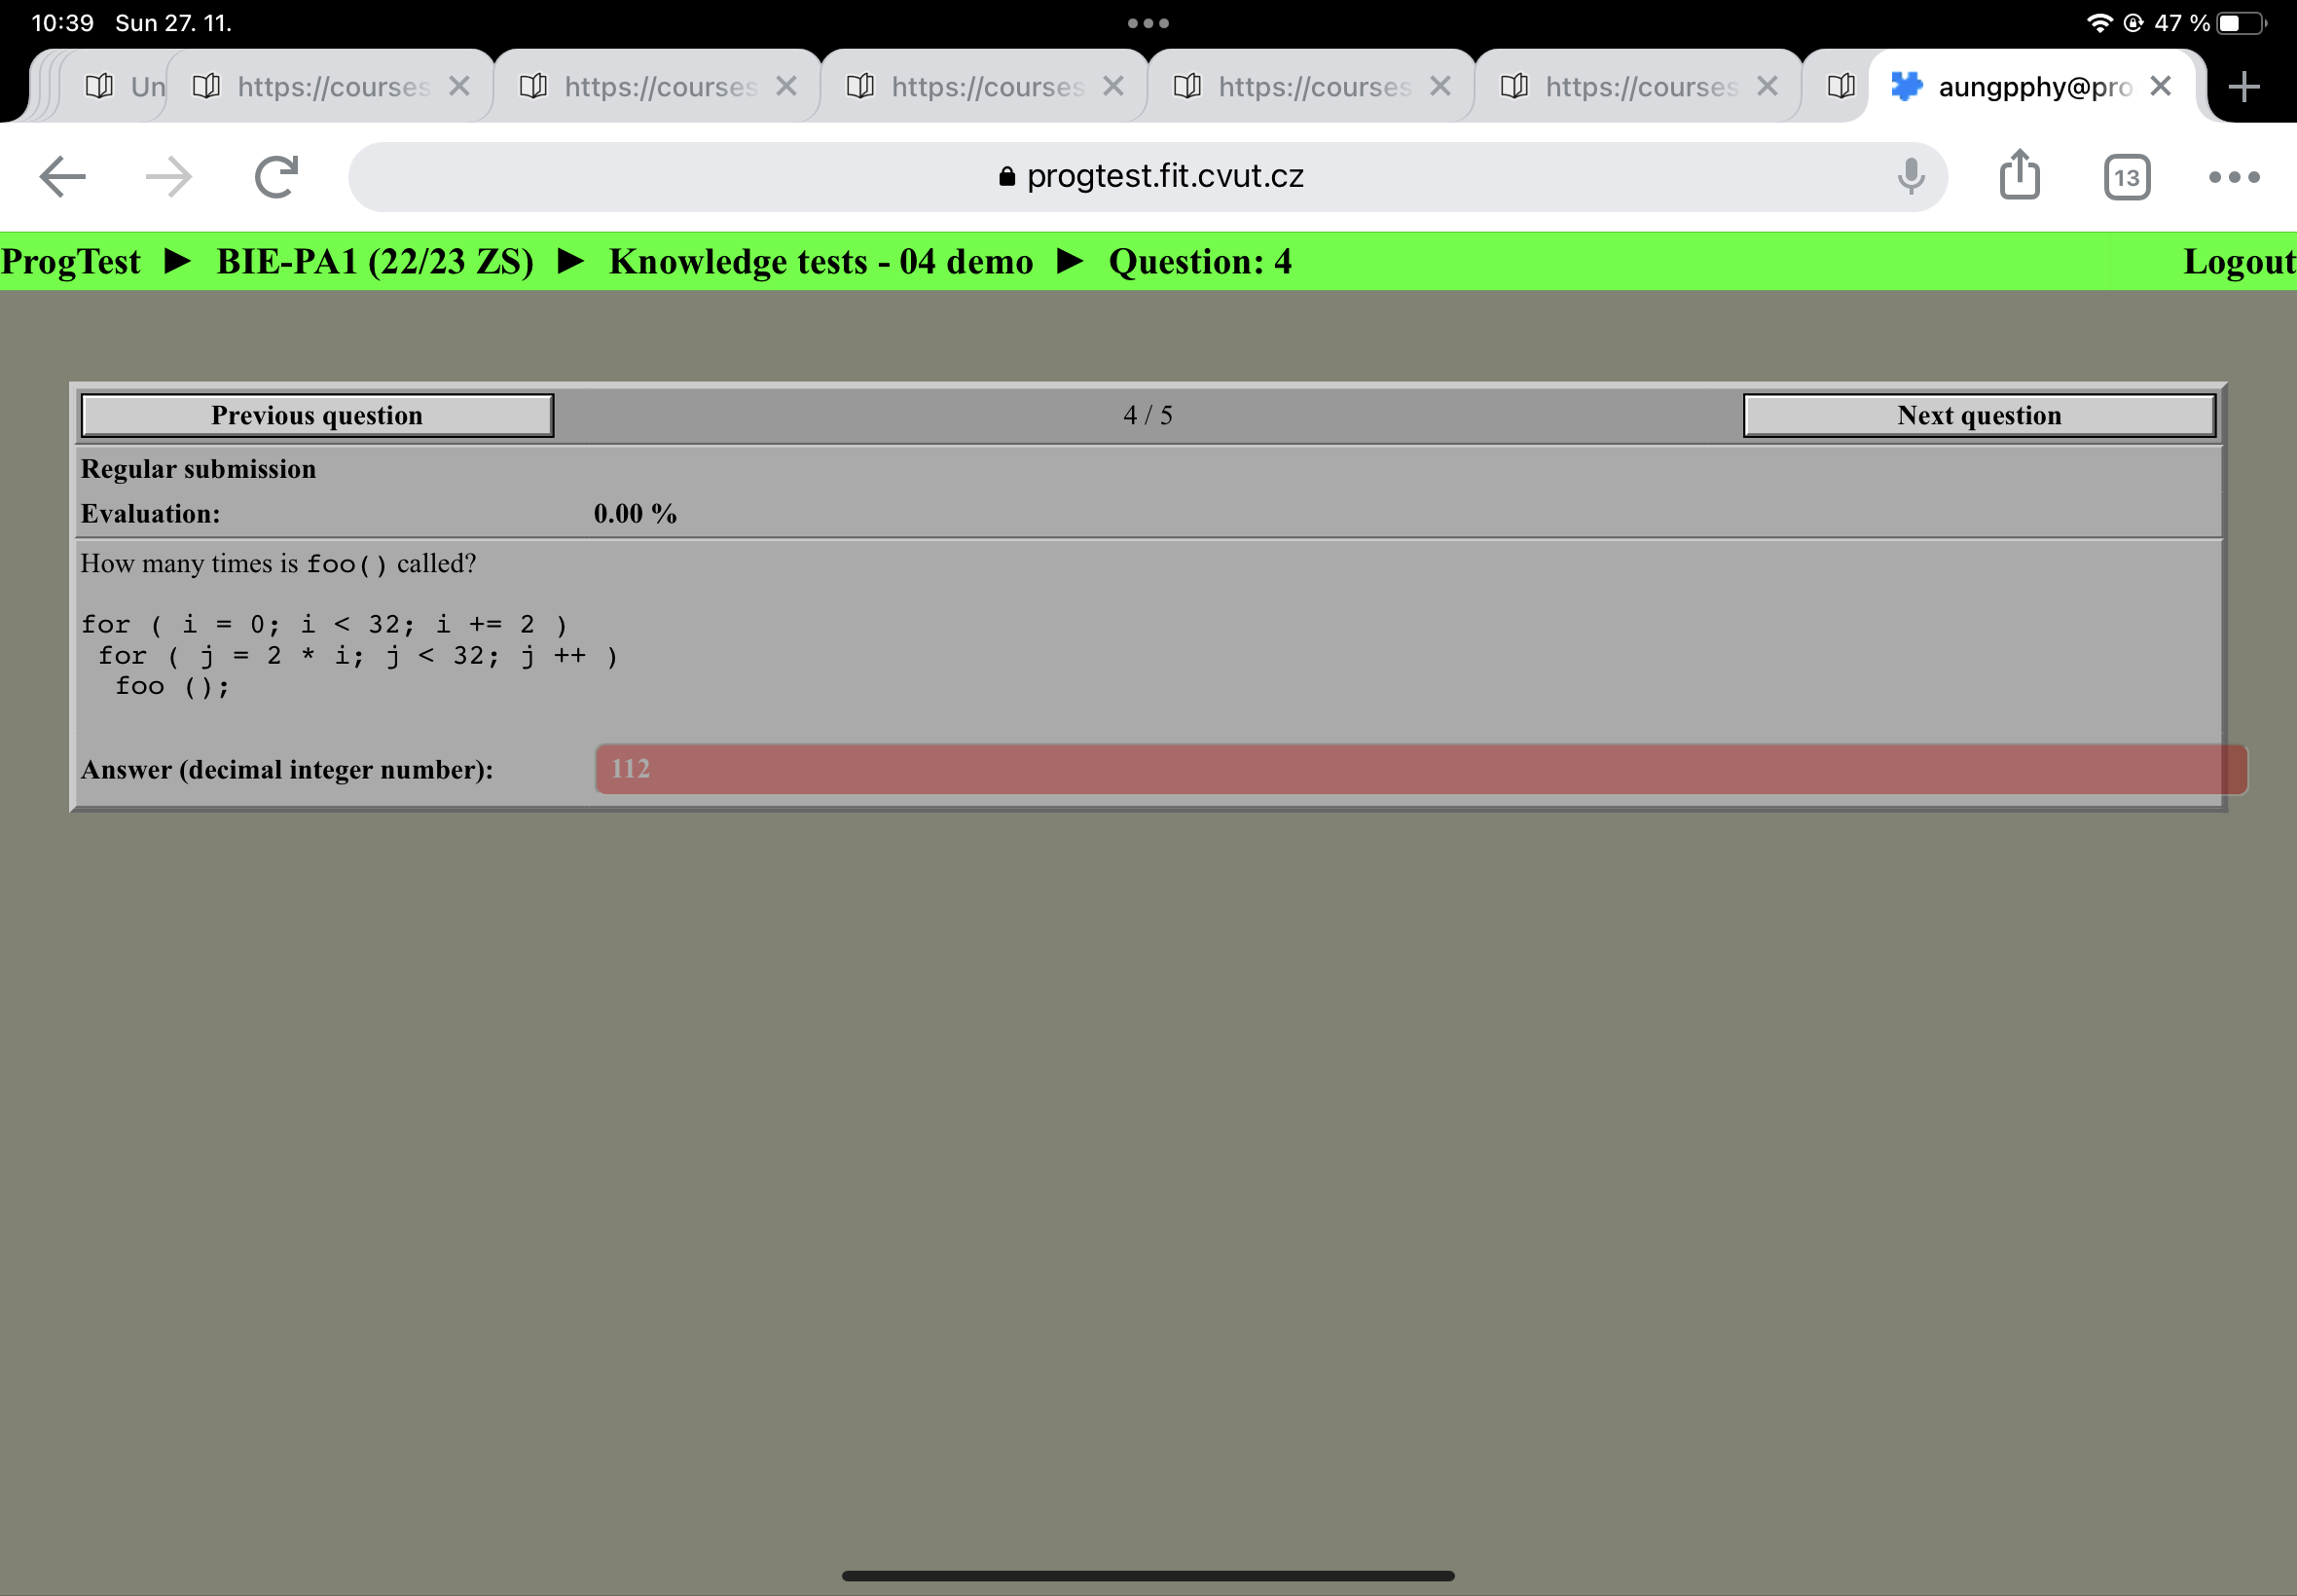 10:39 Sun 27. 11.
47 %
Un
https://courses
https://courses
https://courses
https://courses
https://courses
aungpphy@pro
progtest.fit.cvut.cz
13
ProgTest ► BIE-PA1 (22/23 ZS) ► Knowledge tests - 04 demo ► Question: 4
Logout
Previous question
4 / 5
Next question
Regular submission
Evaluation: 0.00 %
How many times is foo() called?
for ( i = 0; i < 32; i += 2 )
for ( j = 2 * i; j < 32; j ++ )
foo ();
Answer (decimal integer number): 112